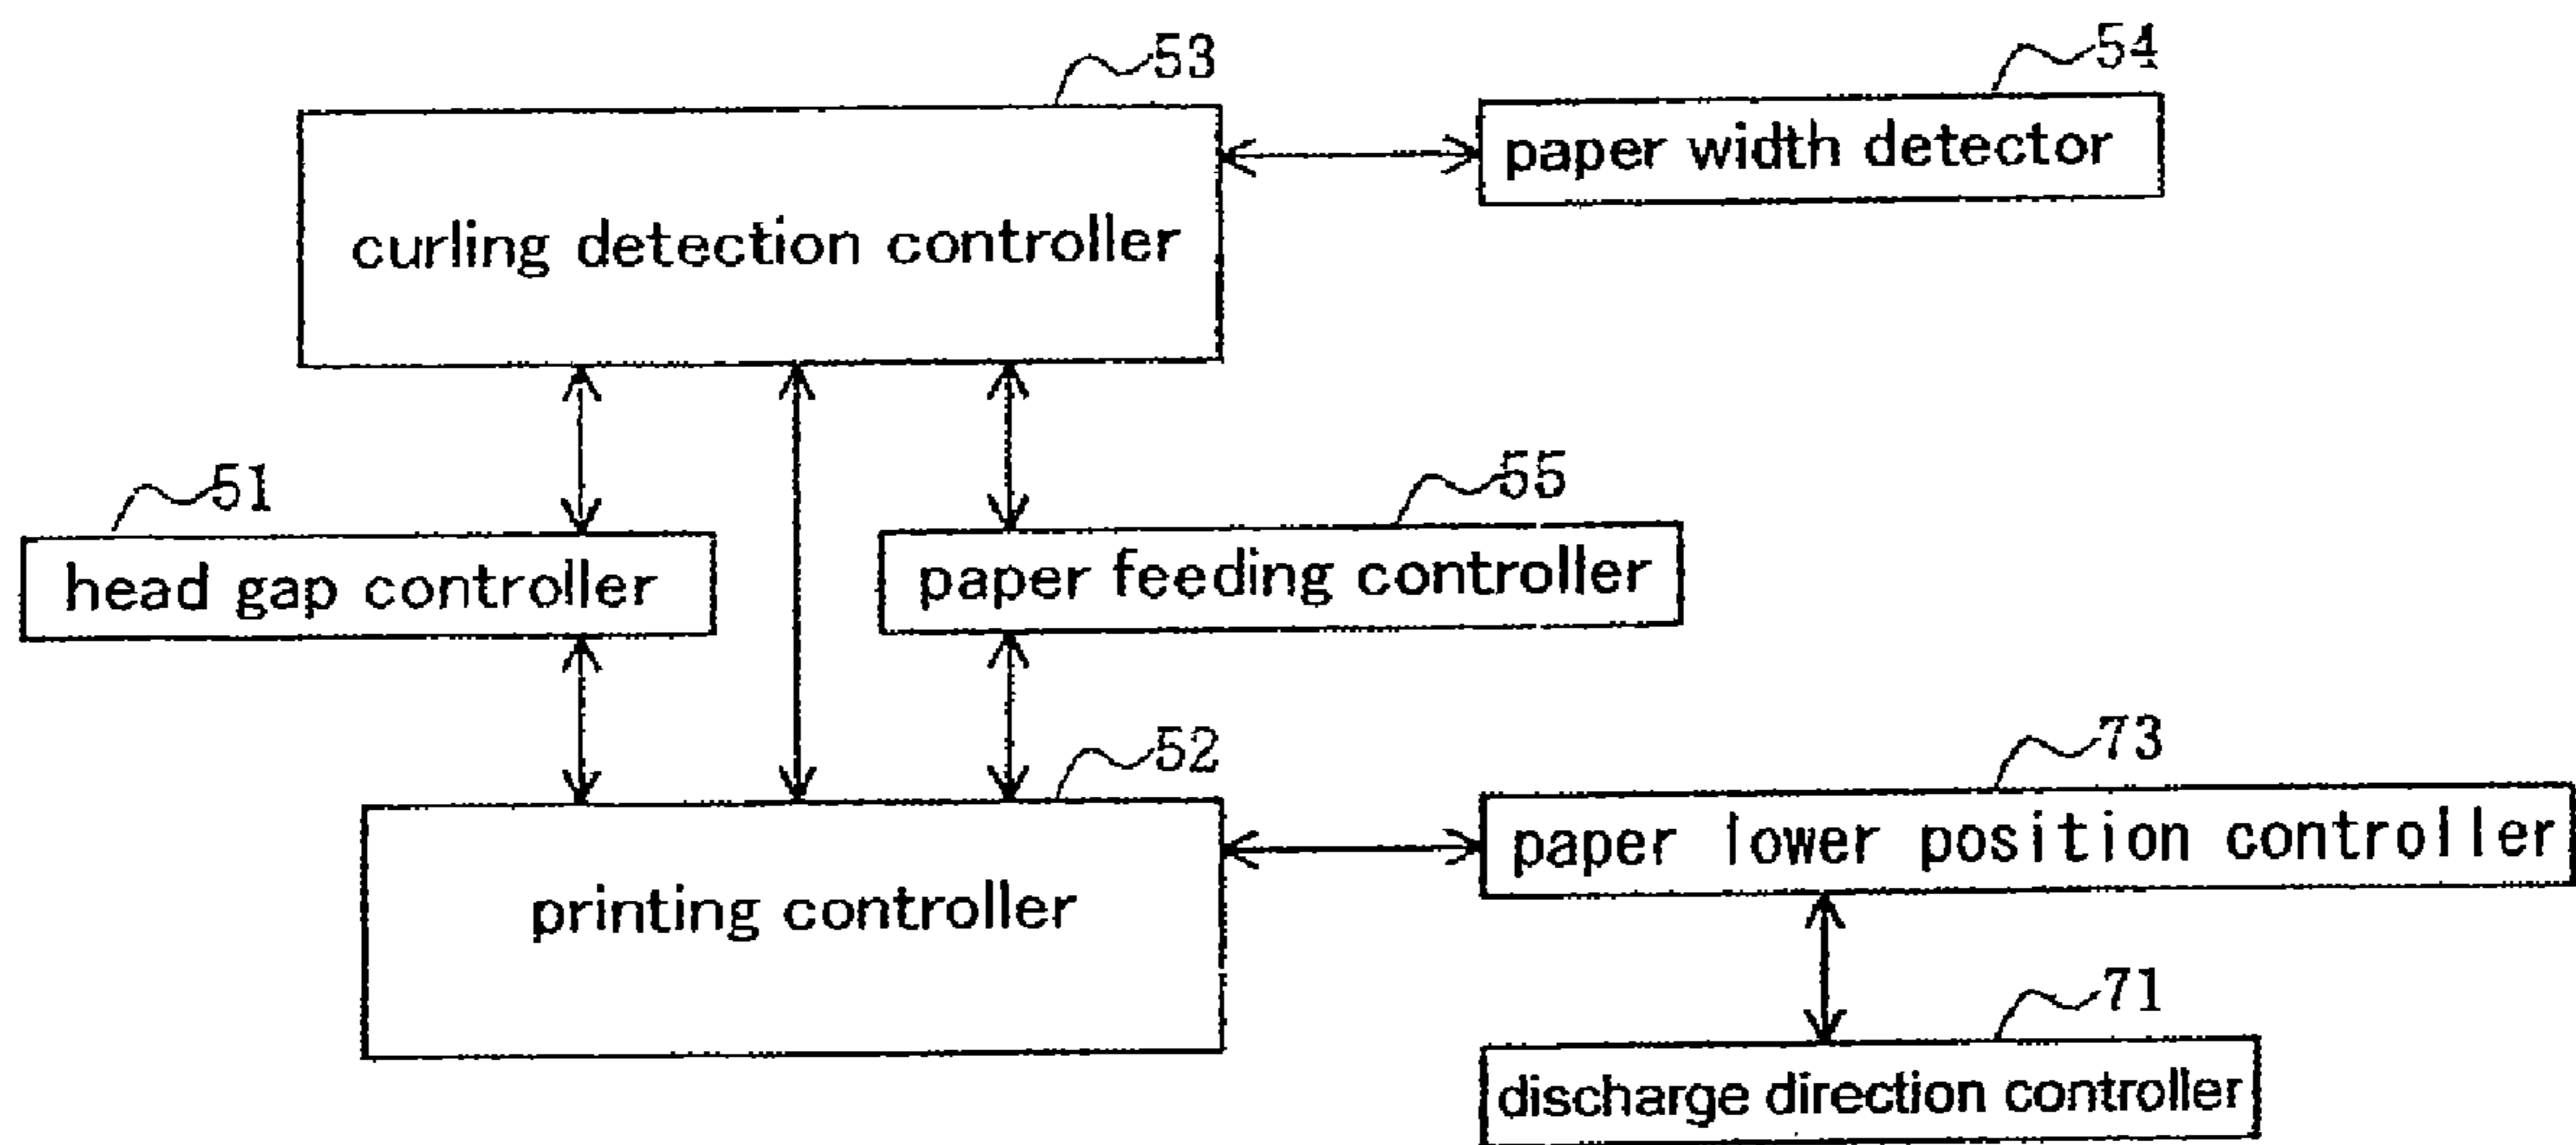 53
54
curling detection controller
paper width detector
51
55
head gap controller
paper feeding controller
52
73
printing controller
paper lower position controller
71
discharge direction controller